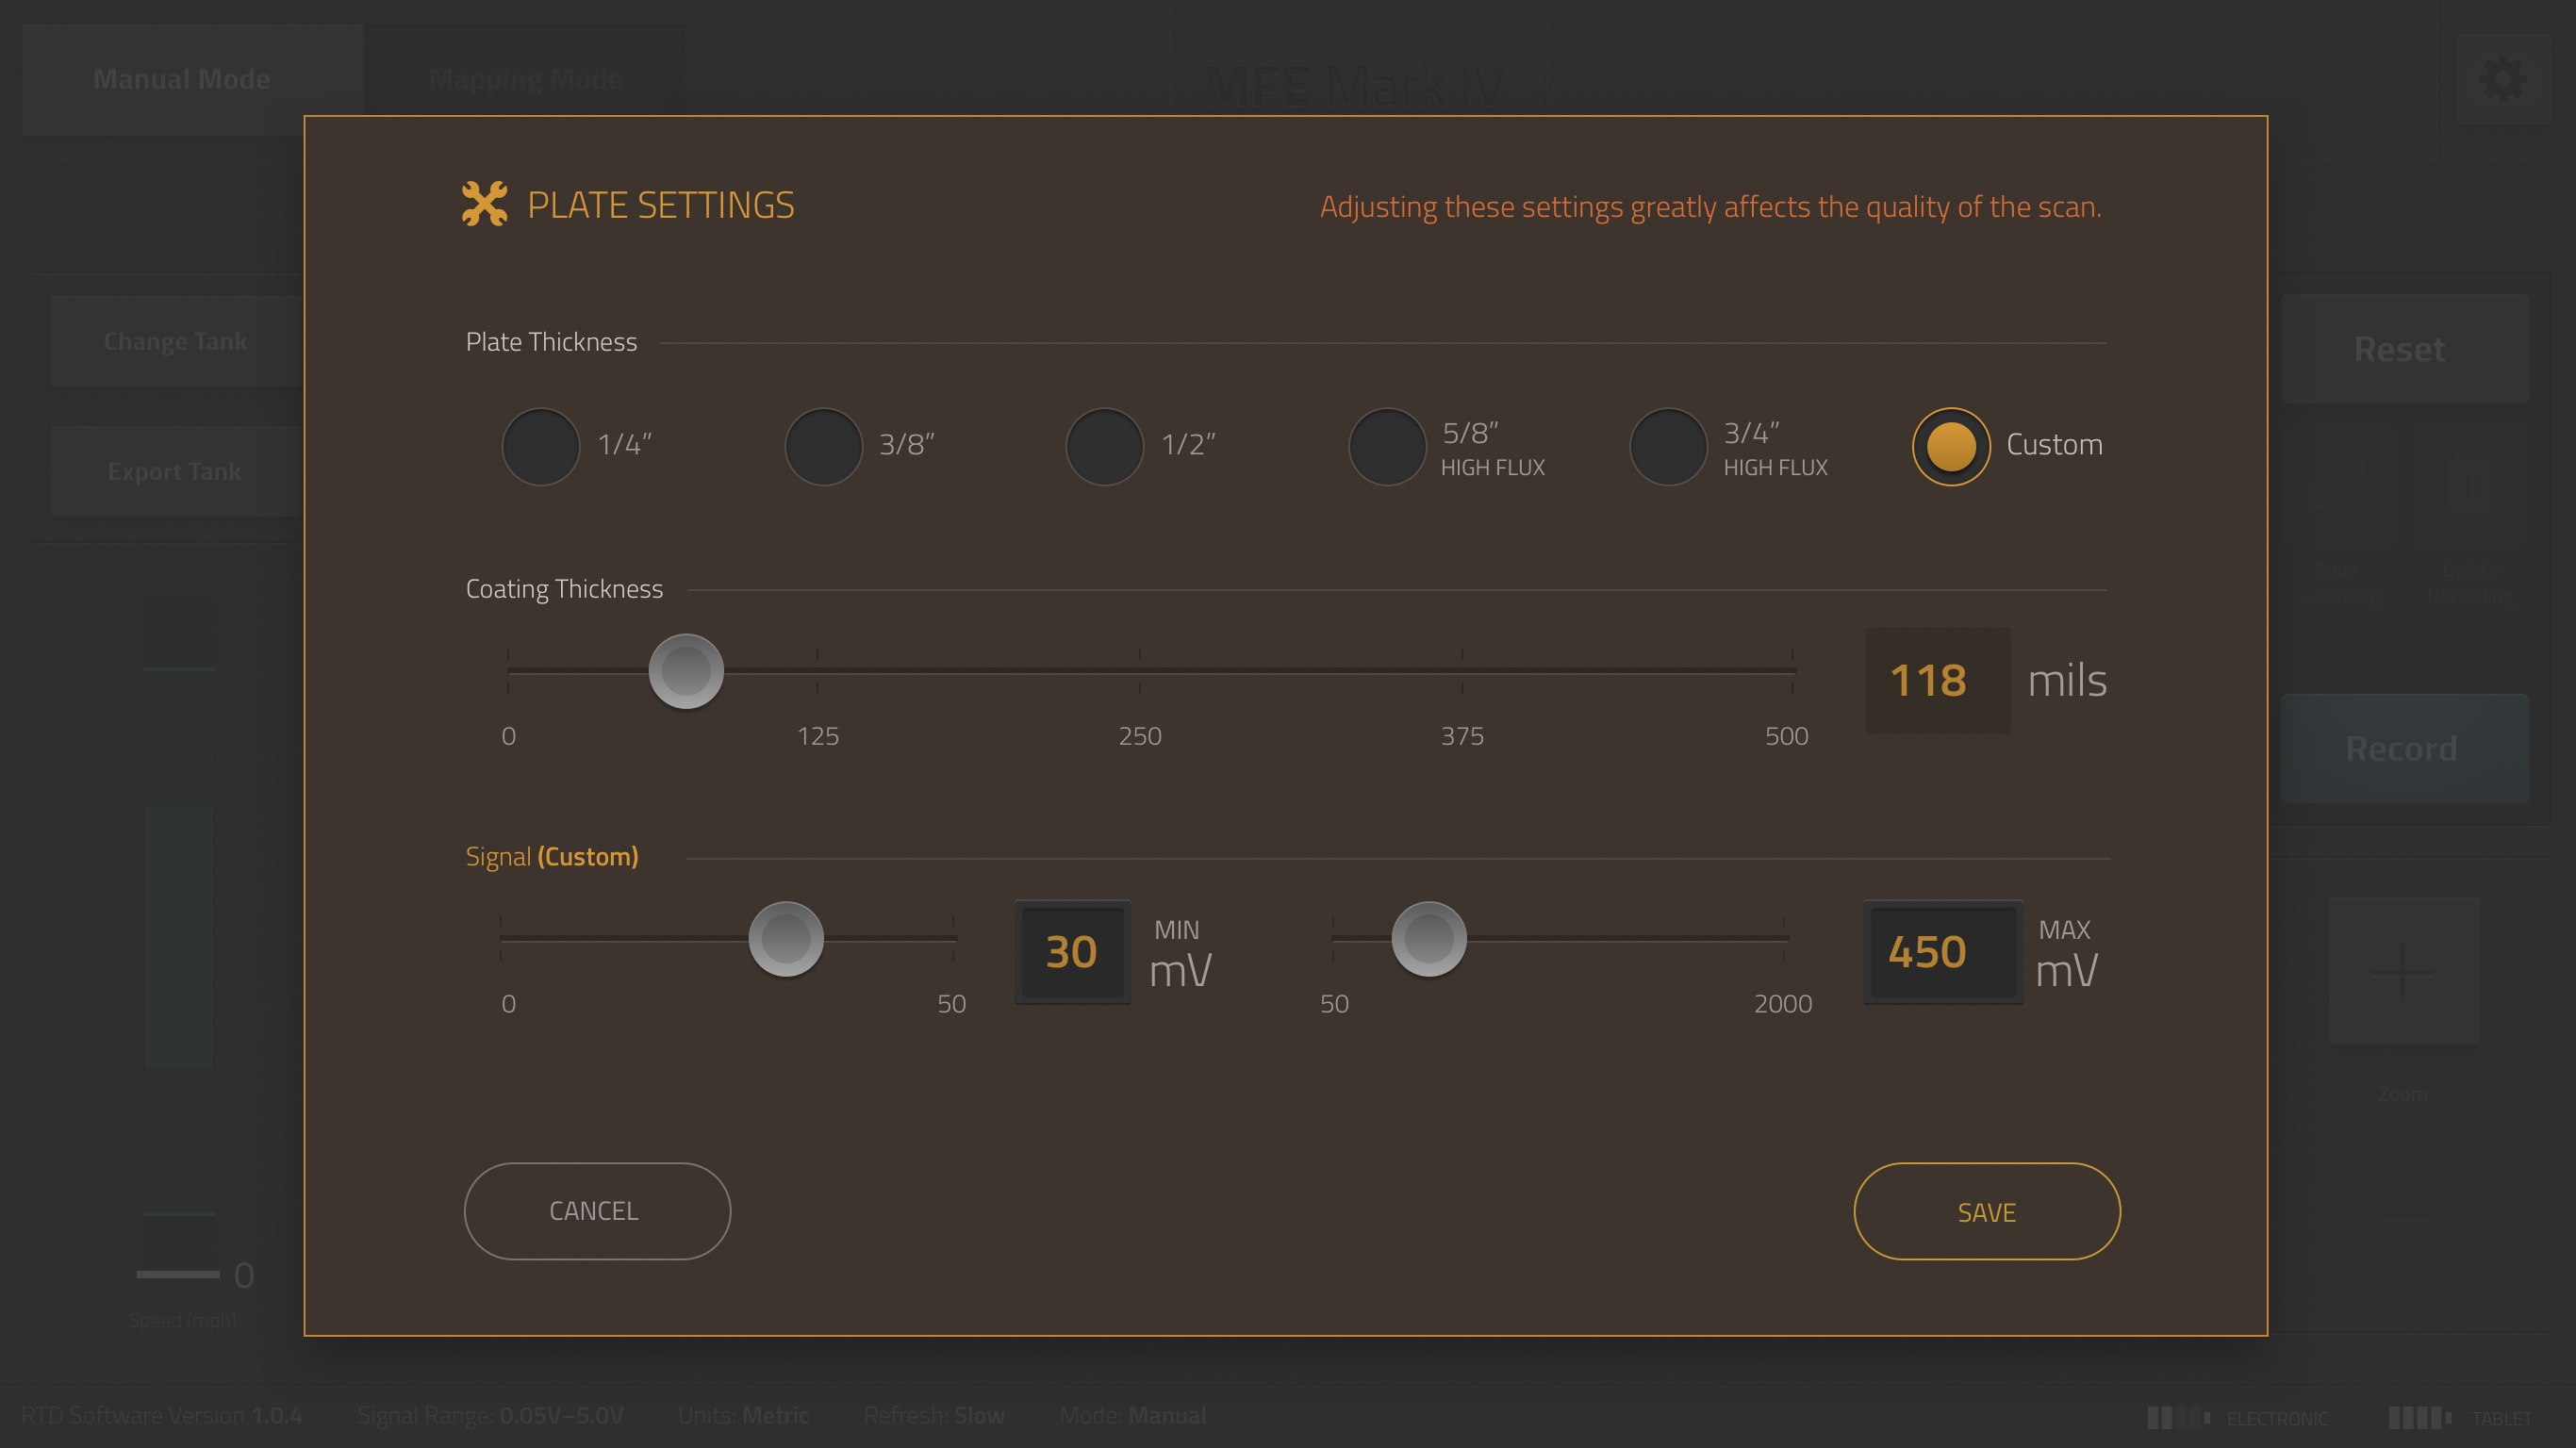 Manual Mode
Mapping Mode
MFE Mark IV
PLATE SETTINGS
Adjusting these settings greatly affects the quality of the scan.
Change Tank
Export Tank
Reset
Plate Thickness
1/4”
3/8”
1/2”
5/8”
HIGH FLUX
3/4”
HIGH FLUX
Custom
Save
Recording
Delete
Recording
Coating Thickness
0 125 250 375 500
118 mils
Record
Signal (Custom)
0 50
30 MIN
mV
50 2000
450 MAX
mV
Zoom
CANCEL
SAVE
0
Speed (mph)
RTD Software Version 1.0.4 Signal Range: 0.05V–5.0V Units: Metric Refresh: Slow Mode: Manual ELECTRONIC TABLET